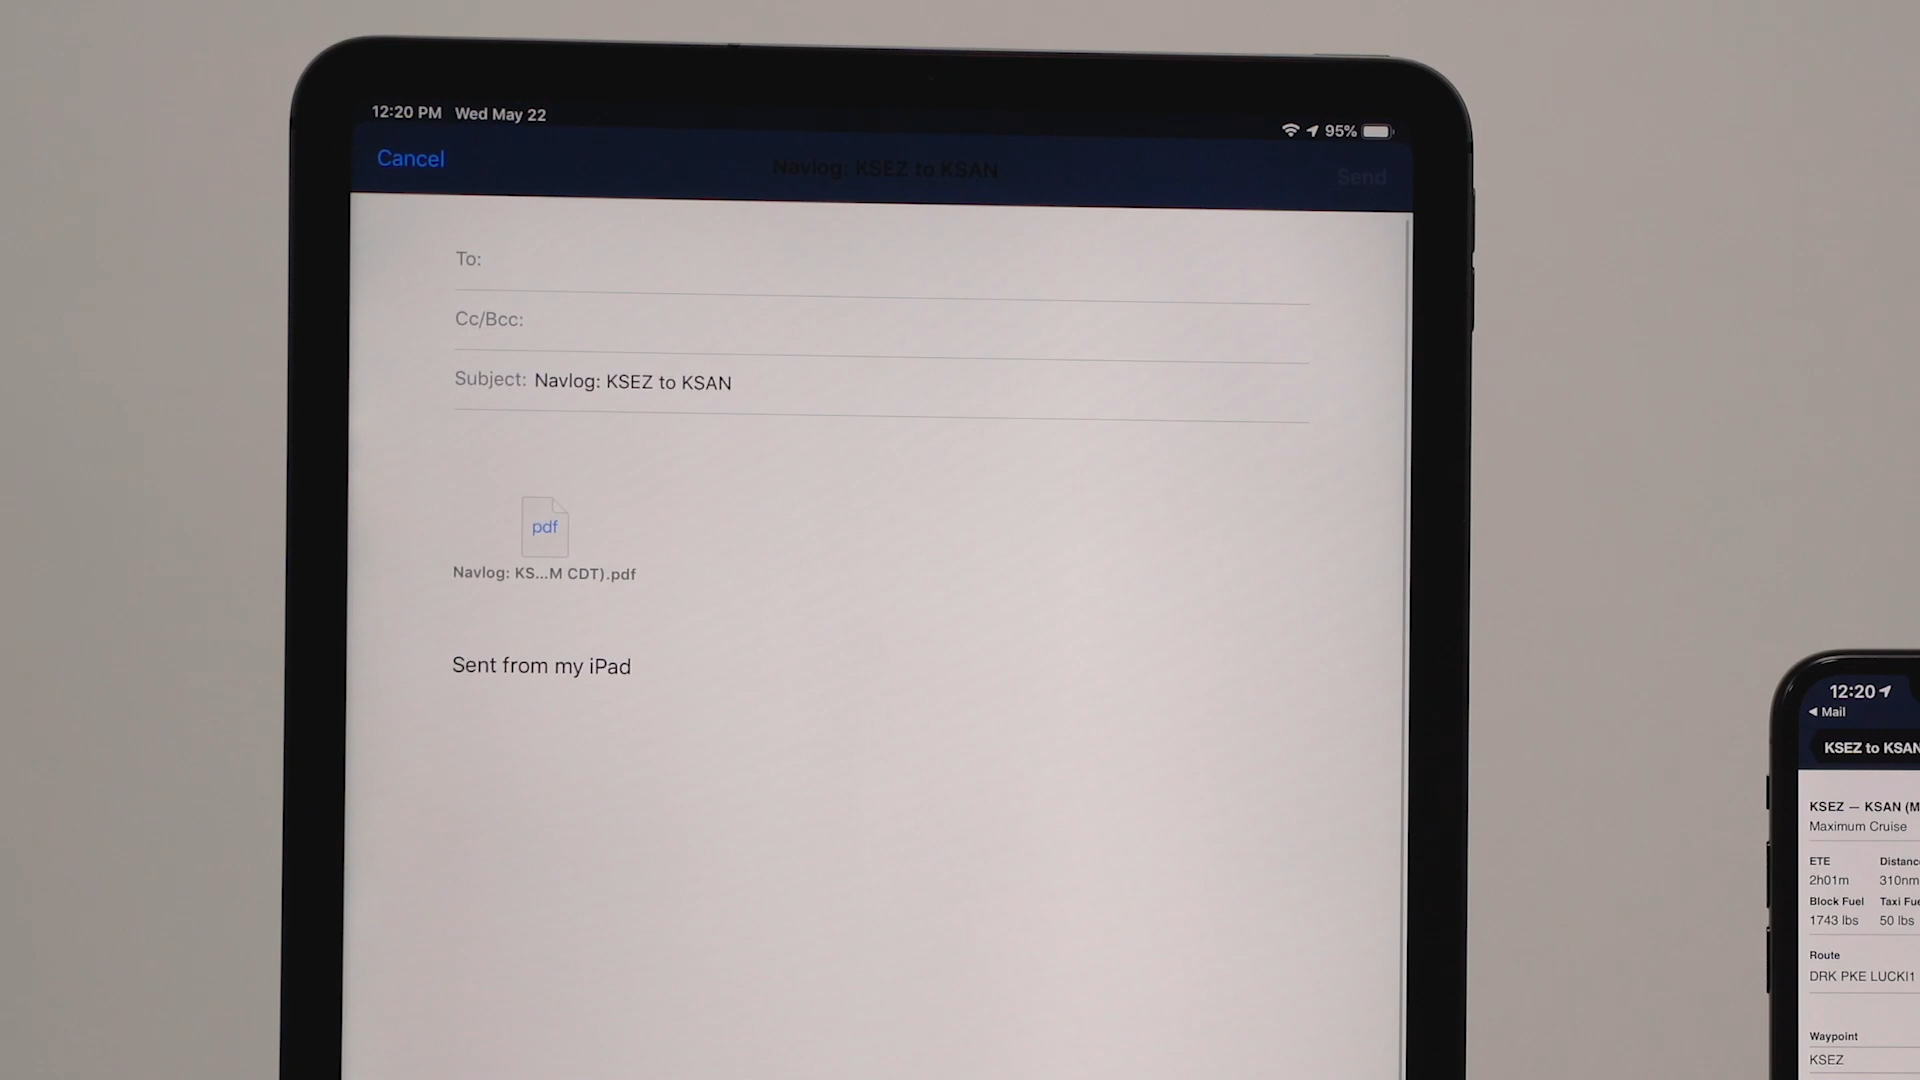 12:20 PM Wed May 22
95%
Cancel
Navlog: KSEZ to KSAN
Send
To:
Cc/Bcc:
Subject: Navlog: KSEZ to KSAN
pdf
Navlog: KS...M CDT).pdf
Sent from my iPad
12:20
Mail
KSEZ to KSAN
KSEZ — KSAN (M
Maximum Cruise
ETE Distance
2h01m 310nm
Block Fuel Taxi Fue
1743 lbs 50 lbs
Route
DRK PKE LUCKI1
Waypoint
KSEZ